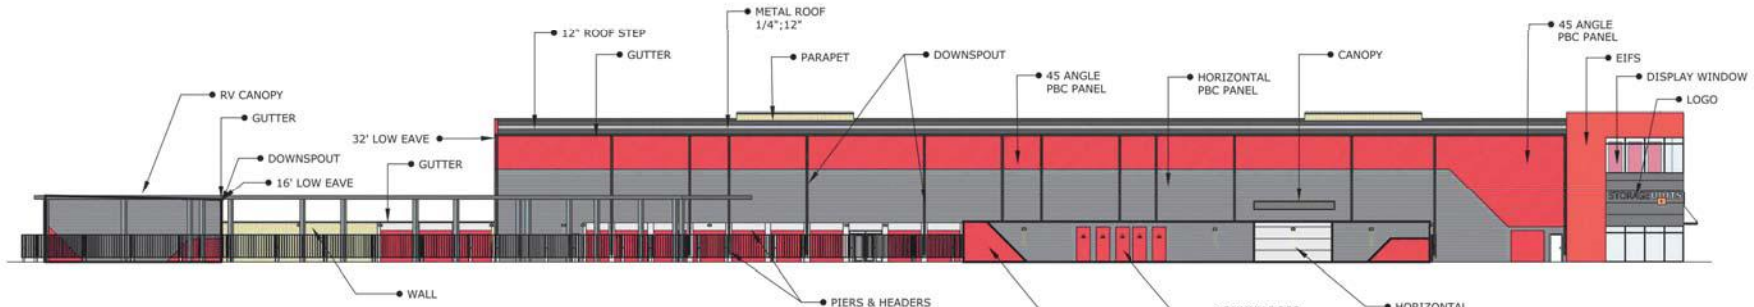 METAL ROOF
1/4";12"
12" ROOF STEP
GUTTER
PARAPET
DOWNSPOUT
45 ANGLE
PBC PANEL
HORIZONTAL
PBC PANEL
CANOPY
45 ANGLE
PBC PANEL
EIFS
DISPLAY WINDOW
LOGO
RV CANOPY
GUTTER
32' LOW EAVE
DOWNSPOUT
GUTTER
16' LOW EAVE
STORAGE UNITS
WALL
PIERS & HEADERS
HORIZONTAL